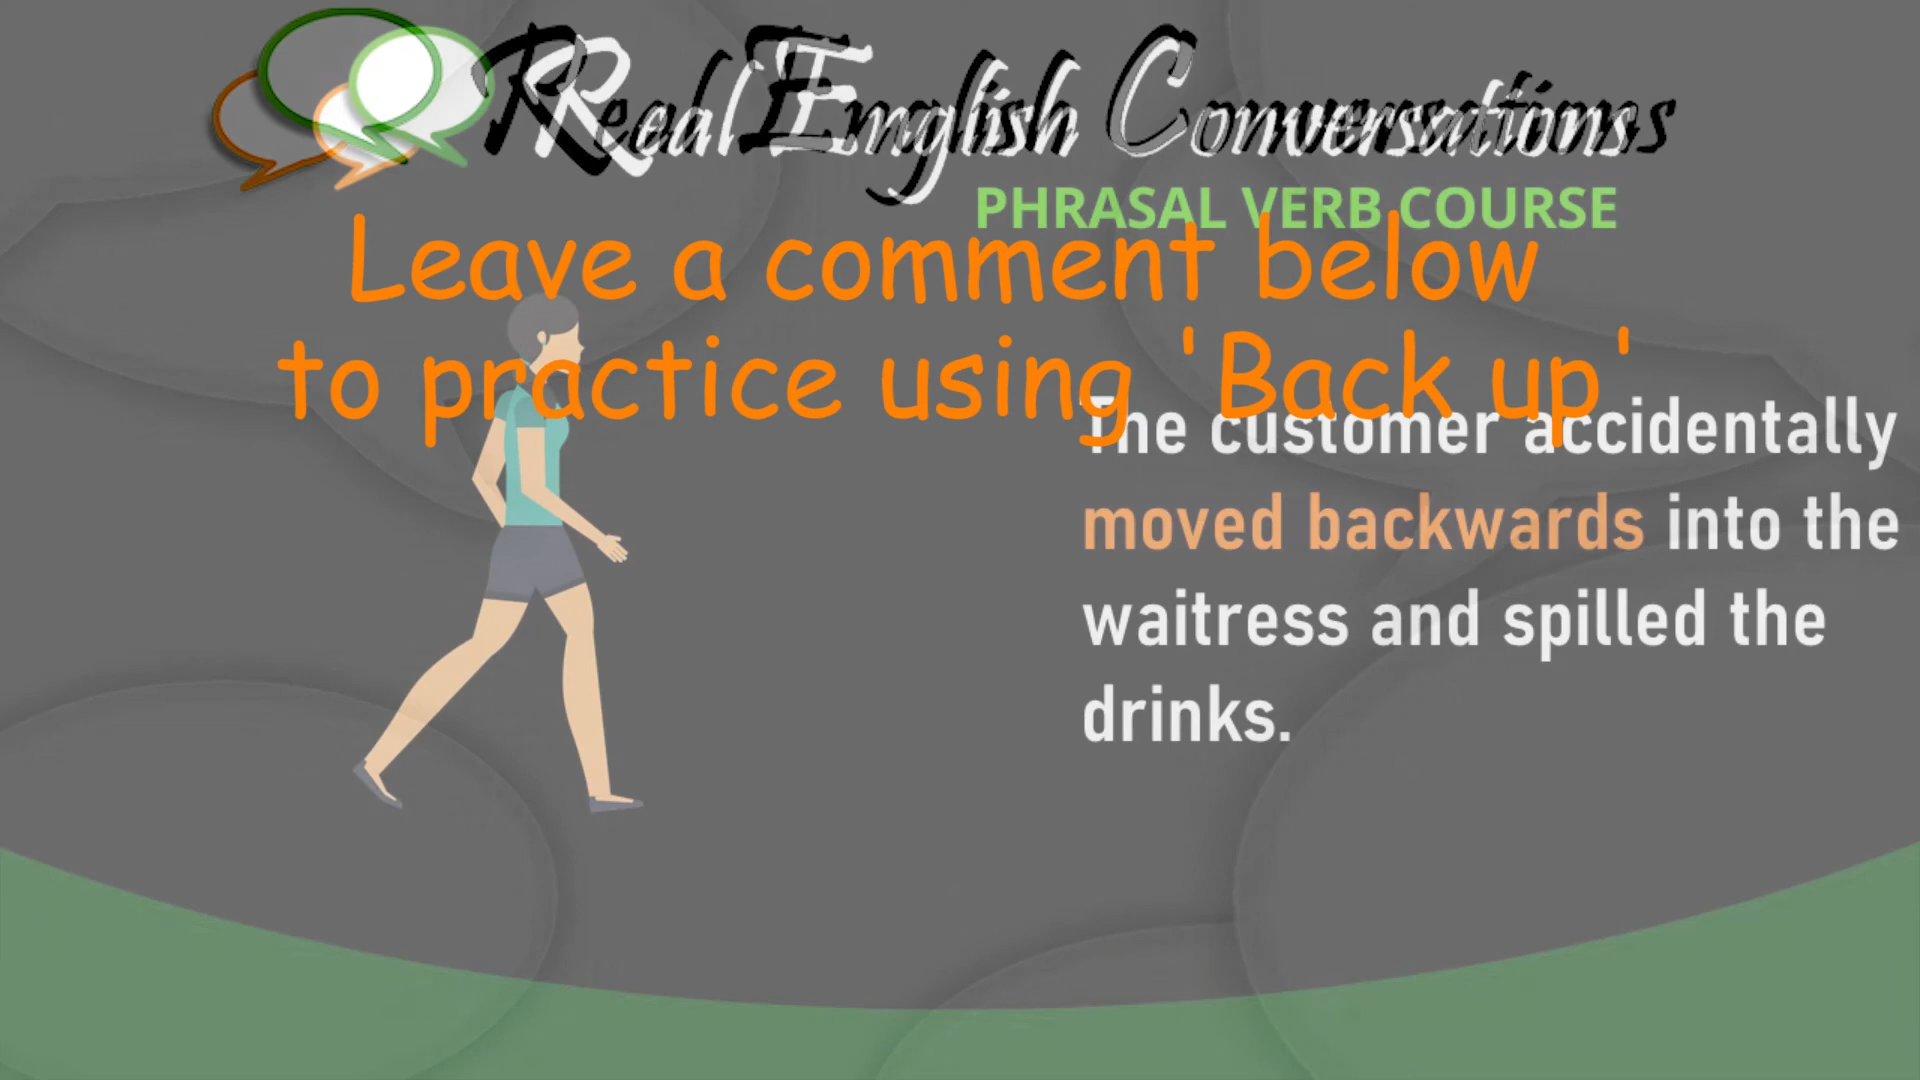 Real English Conversations
PHRASAL VERB COURSE
Leave a comment below
to practice using 'Back up'
The customer accidentally
moved backwards into the
waitress and spilled the
drinks.